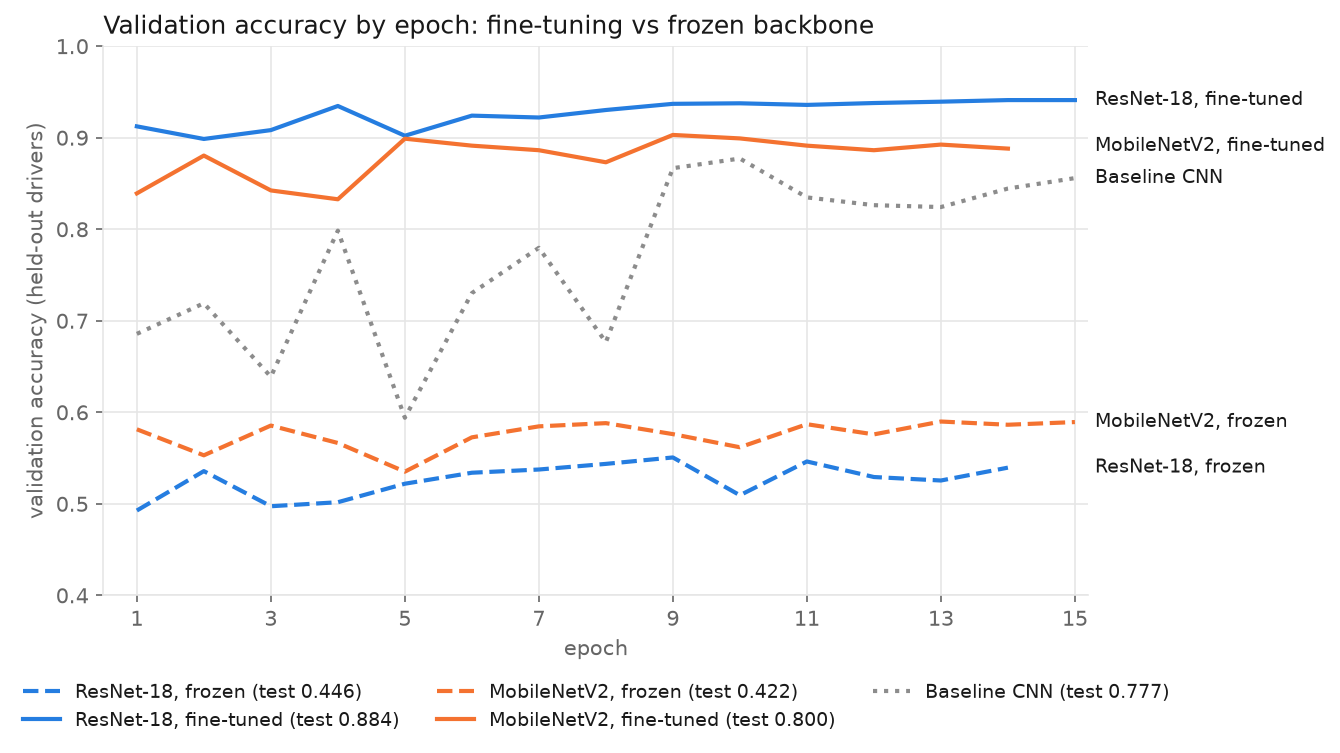 Validation accuracy by epoch: fine-tuning vs frozen backbone
validation accuracy (held-out drivers)
1.0
0.9
0.8
0.7
0.6
0.5
0.4
ResNet-18, fine-tuned
MobileNetV2, fine-tuned
Baseline CNN
MobileNetV2, frozen
ResNet-18, frozen
1 3 5 7 9 11 13 15
epoch
ResNet-18, frozen (test 0.446) MobileNetV2, frozen (test 0.422) Baseline CNN (test 0.777)
ResNet-18, fine-tuned (test 0.884) MobileNetV2, fine-tuned (test 0.800)